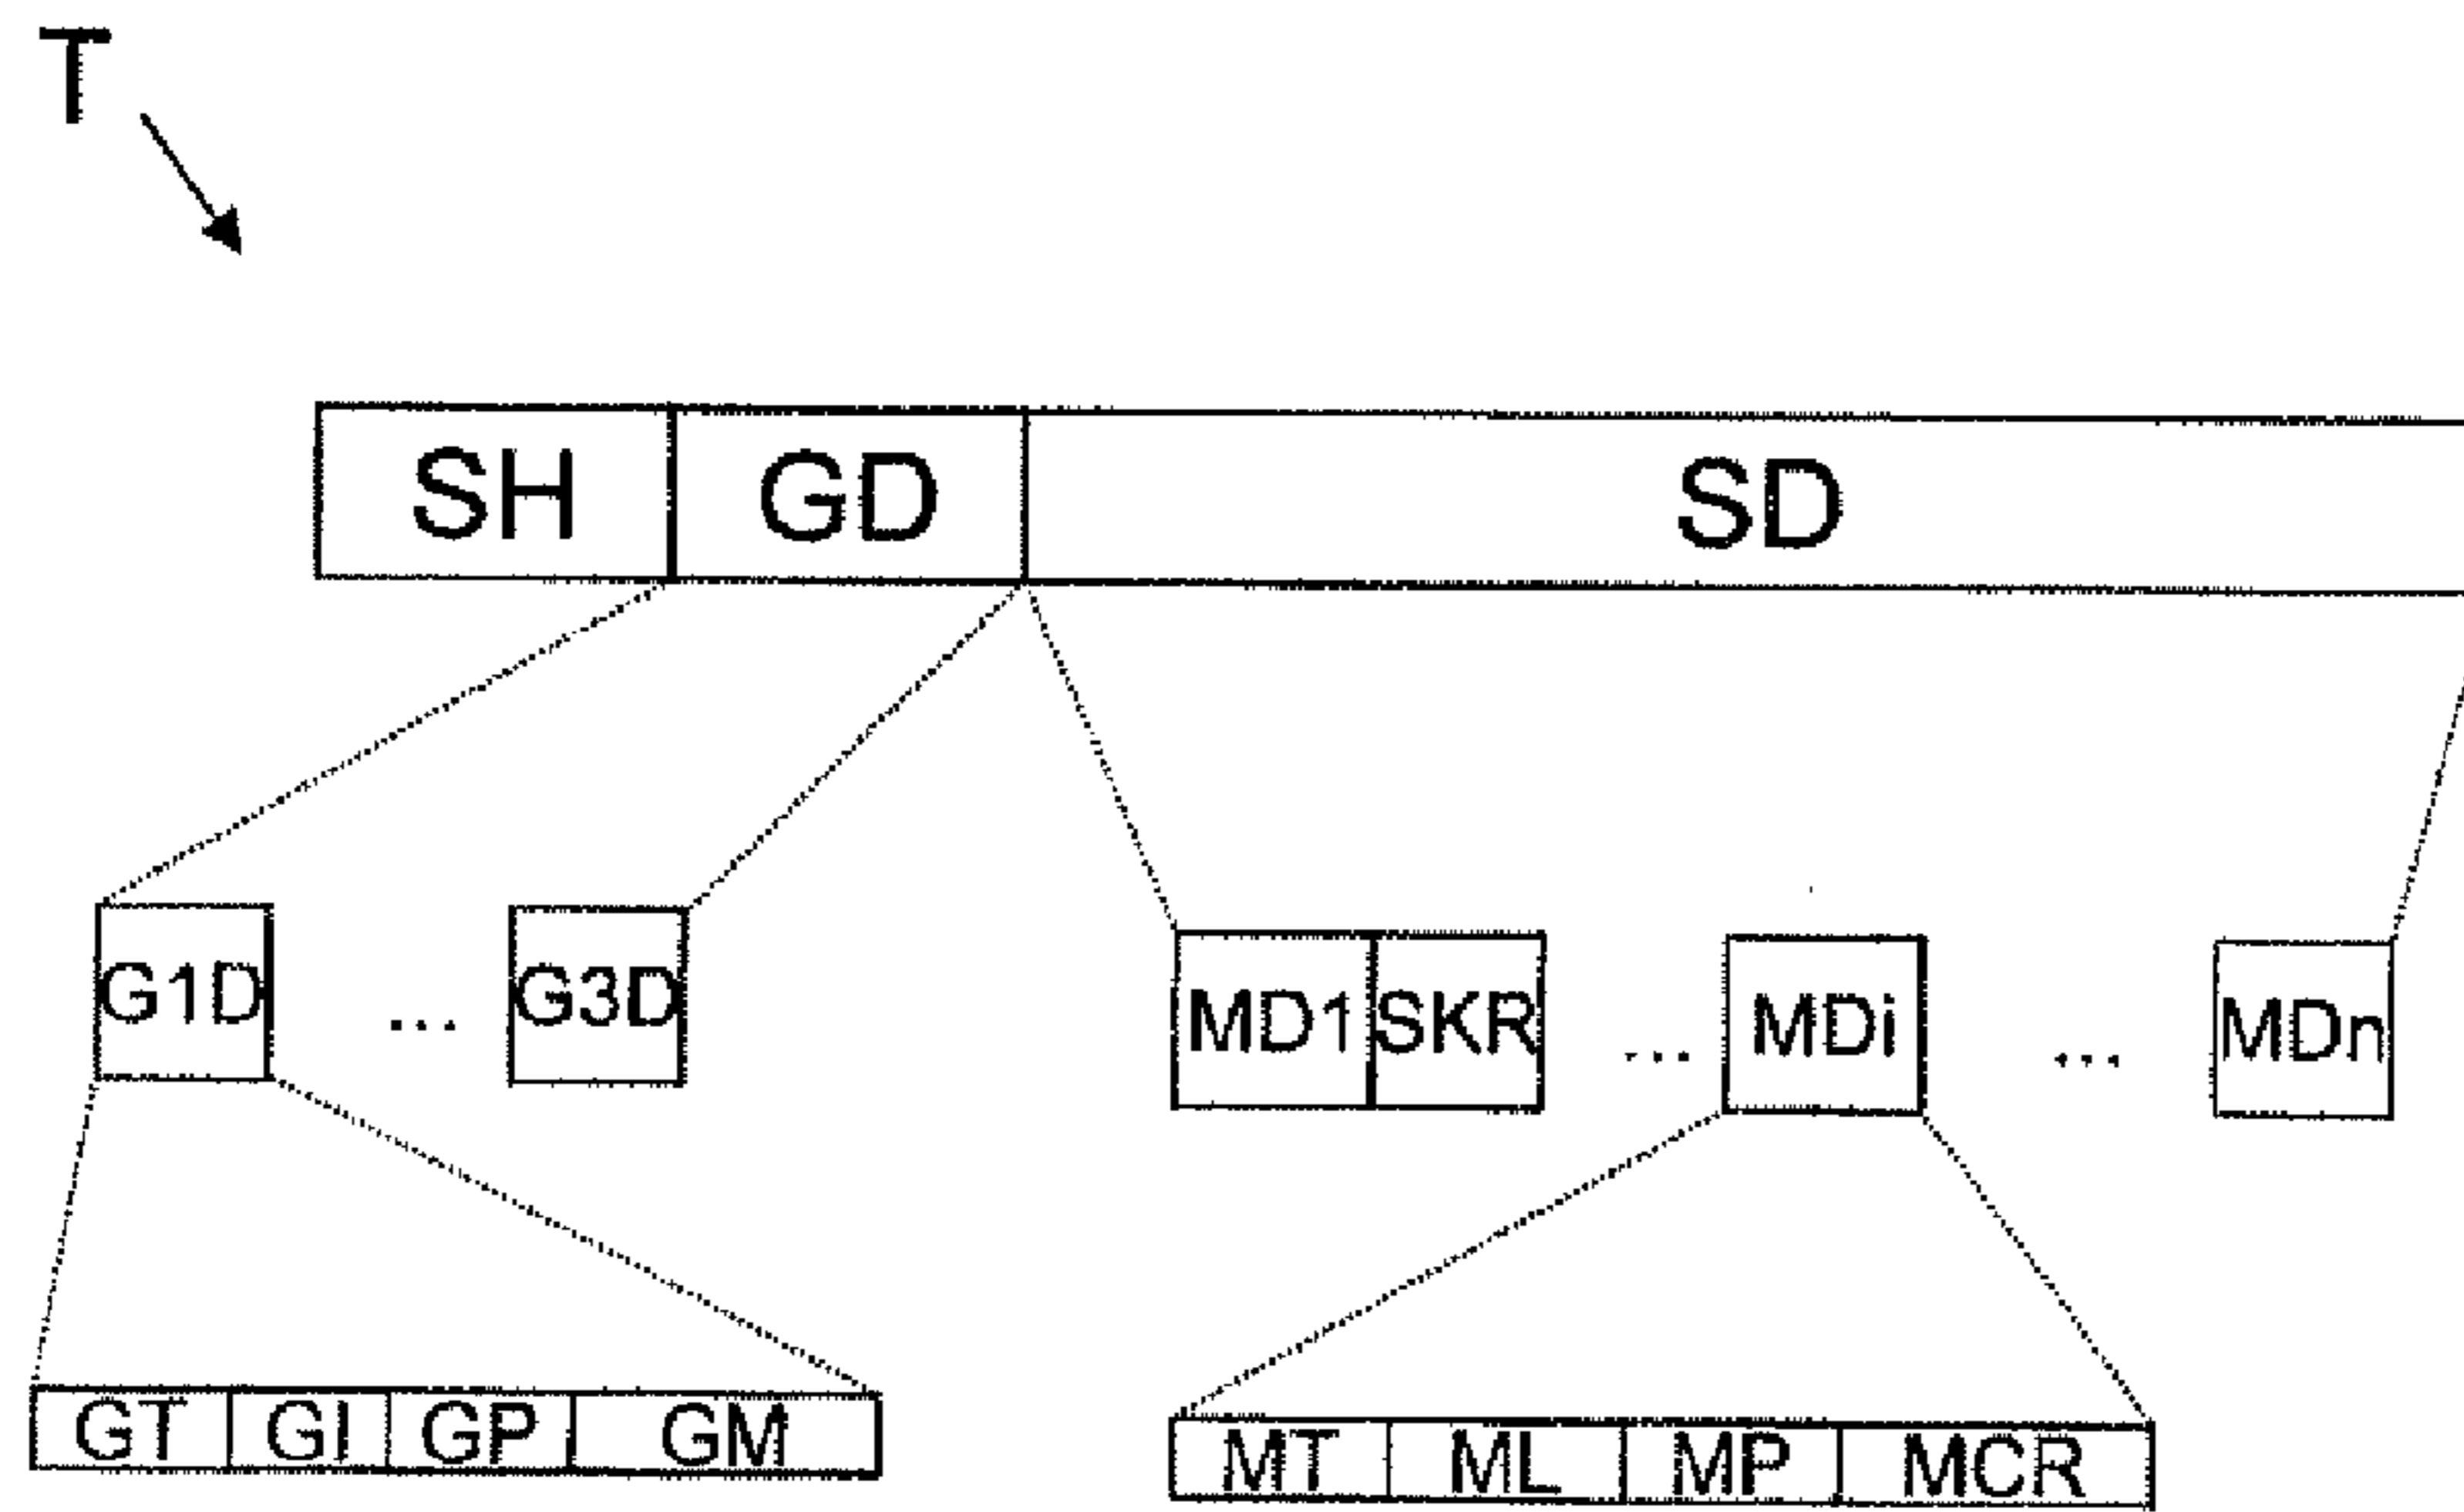 T
SH GD SD
G1D ... G3D MD1 SKR ... MDi ... MDn
GT GI GP GM MT ML MP MCR